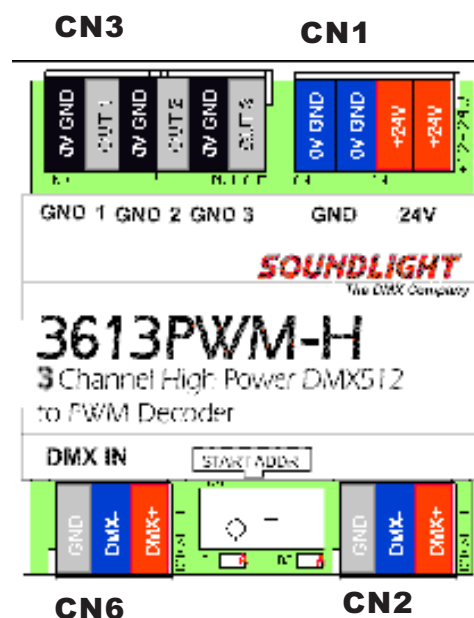 CN3 CN1
0V GND OUT 1 0V GND OUT 2 0V GND OUT 3 0V GND 0V GND +24V +24V
GND 1 GND 2 GND 3 GND 24V
SOUNDLIGHT
The DMX Company
3613PWM-H
3 Channel High Power DMX512
to PWM Decoder
DMX IN START ADDR
GND DMX- DMX+ GND DMX- DMX+
CN6 CN2